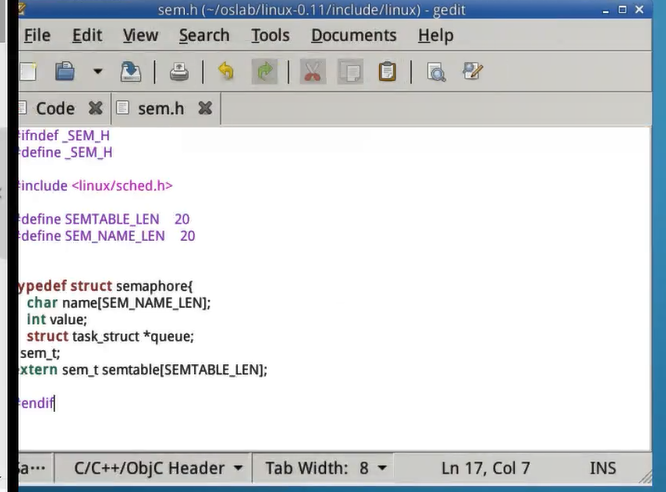 sem.h (~/oslab/linux-0.11/include/linux) - gedit
File Edit View Search Tools Documents Help
Code sem.h
#ifndef _SEM_H
#define _SEM_H
#include <linux/sched.h>
#define SEMTABLE_LEN 20
#define SEM_NAME_LEN 20
ypedef struct semaphore{
char name[SEM_NAME_LEN];
int value;
struct task_struct *queue;
sem_t;
extern sem_t semtable[SEMTABLE_LEN];
#endif
Sa··· C/C++/ObjC Header Tab Width: 8 Ln 17, Col 7 INS